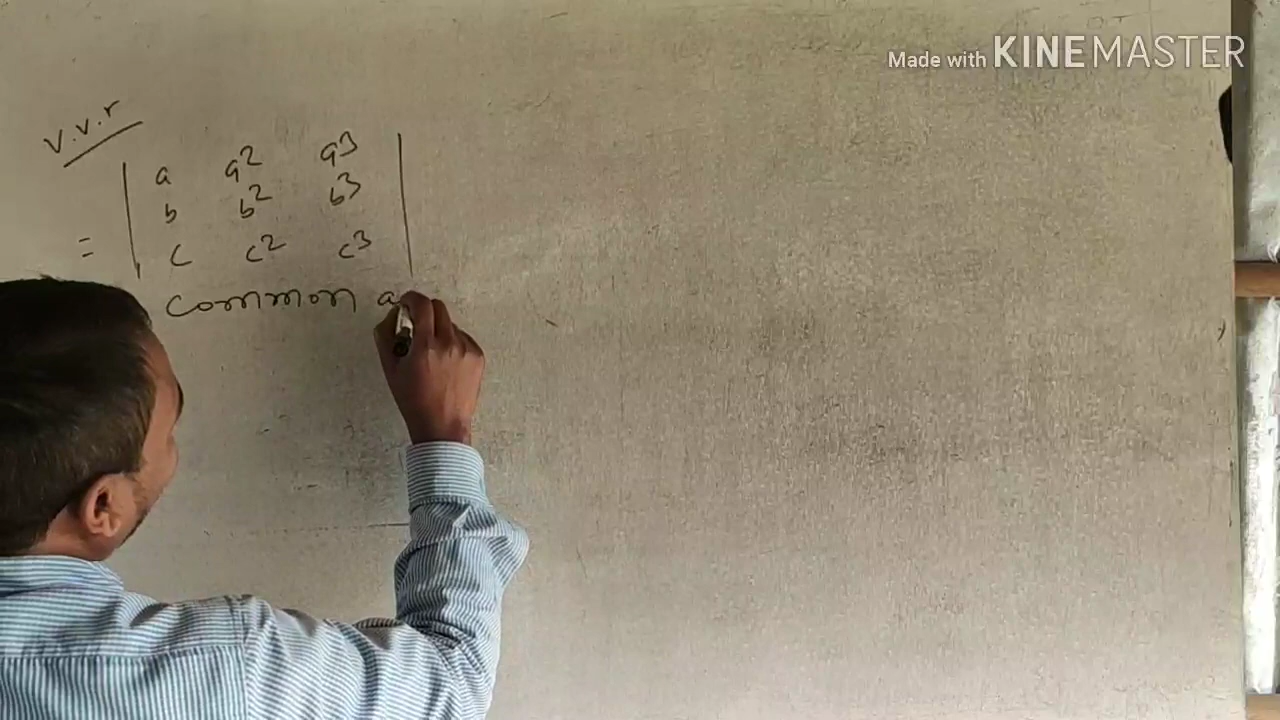 Made with KINEMASTER
v.v.r
a a² a³
b b² b³
= c c² c³
common a